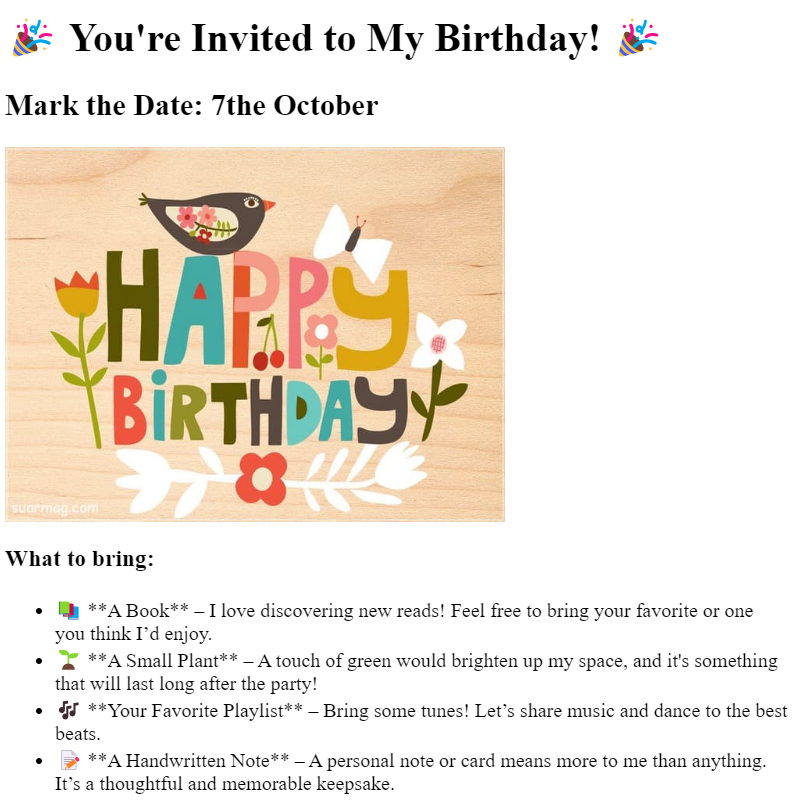 🎉 You're Invited to My Birthday! 🎉
Mark the Date: 7the October
HAPPY
BiRTHDAY
suarmag.com
What to bring:
• 📚 **A Book** – I love discovering new reads! Feel free to bring your favorite or one
you think I’d enjoy.
• 🌱 **A Small Plant** – A touch of green would brighten up my space, and it's something
that will last long after the party!
• 🎶 **Your Favorite Playlist** – Bring some tunes! Let’s share music and dance to the best
beats.
• 📝 **A Handwritten Note** – A personal note or card means more to me than anything.
It’s a thoughtful and memorable keepsake.